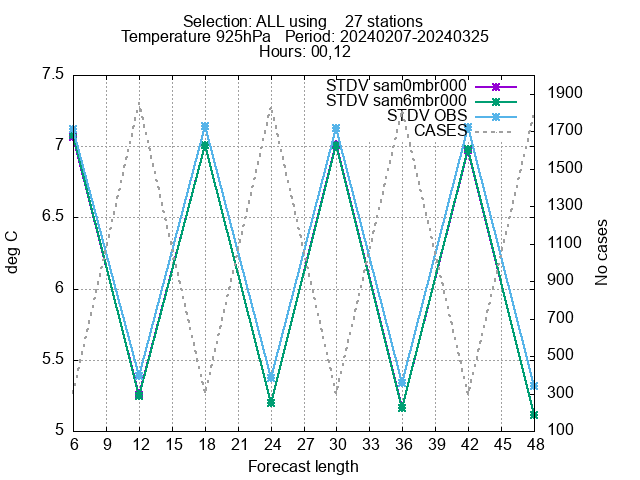 Selection: ALL using    27 stations
Temperature 925hPa   Period: 20240207-20240325
Hours: 00,12
STDV sam0mbr000
STDV sam6mbr000
STDV OBS
CASES
deg C
7.5
7
6.5
6
5.5
5
No cases
1900
1700
1500
1300
1100
900
700
500
300
100
6 9 12 15 18 21 24 27 30 33 36 39 42 45 48
Forecast length